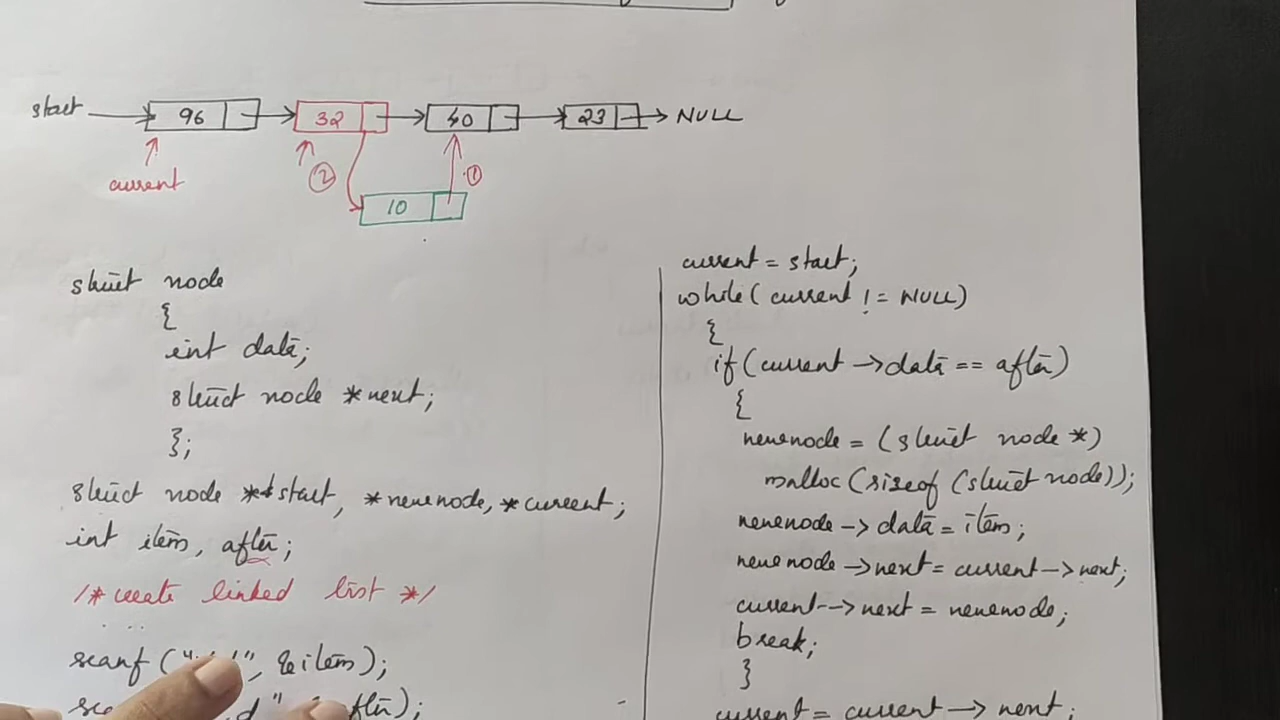 start 96 32 40 23 NULL
current ② ①
10
struct node
{
int data;
struct node *next;
};
struct node *start, *newnode, *current;
int item, after;
/* create linked list */
...
scanf (" ", &item);
after);
current = start;
while( current != NULL)
{
if(current ->data == after)
{
newnode = (struct node *)
malloc (sizeof (struct node));
newnode -> data = item;
newnode ->next = current->next;
current --> next = newnode;
break;
}
current = current -> next;